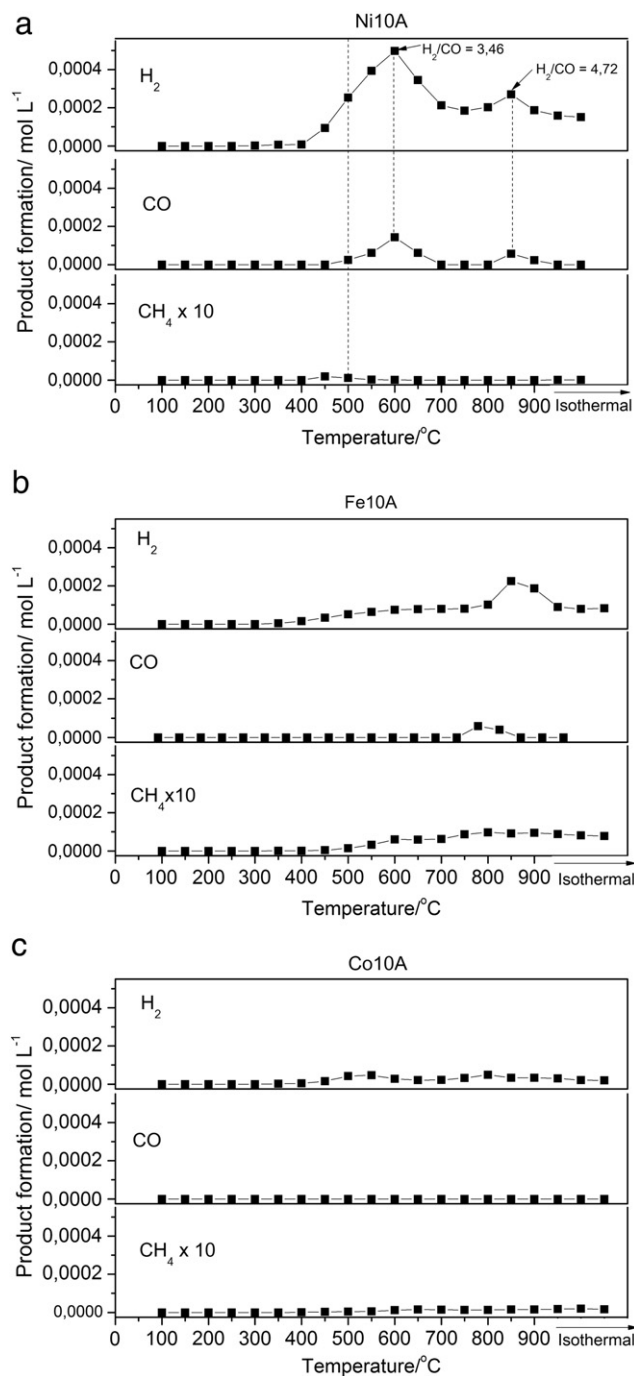 a
Ni10A
H2
H2/CO = 3,46
H2/CO = 4,72
0,0004
0,0002
0,0000
CO
0,0004
0,0002
0,0000
CH4 x 10
0,0004
0,0002
0,0000
Product formation/ mol L-1
0 100 200 300 400 500 600 700 800 900 Isothermal
Temperature/oC
b
Fe10A
H2
0,0004
0,0002
0,0000
CO
0,0004
0,0002
0,0000
CH4x10
0,0004
0,0002
0,0000
Product formation/ mol L-1
0 100 200 300 400 500 600 700 800 900 Isothermal
Temperature/oC
c
Co10A
H2
0,0004
0,0002
0,0000
CO
0,0004
0,0002
0,0000
CH4 x 10
0,0004
0,0002
0,0000
Product formation/ mol L-1
0 100 200 300 400 500 600 700 800 900 Isothermal
Temperature/oC